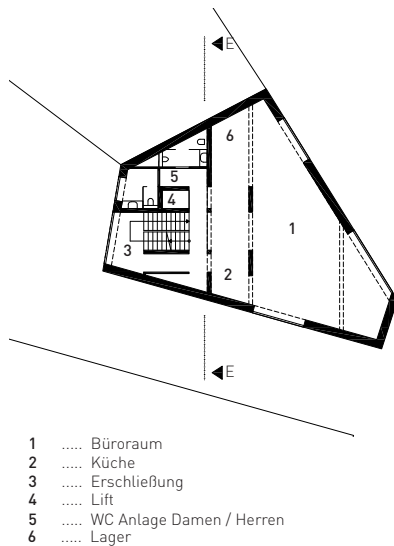 E
6
5
4
1
3
2
E
1 ..... Büroraum
2 ..... Küche
3 ..... Erschließung
4 ..... Lift
5 ..... WC Anlage Damen / Herren
6 ..... Lager